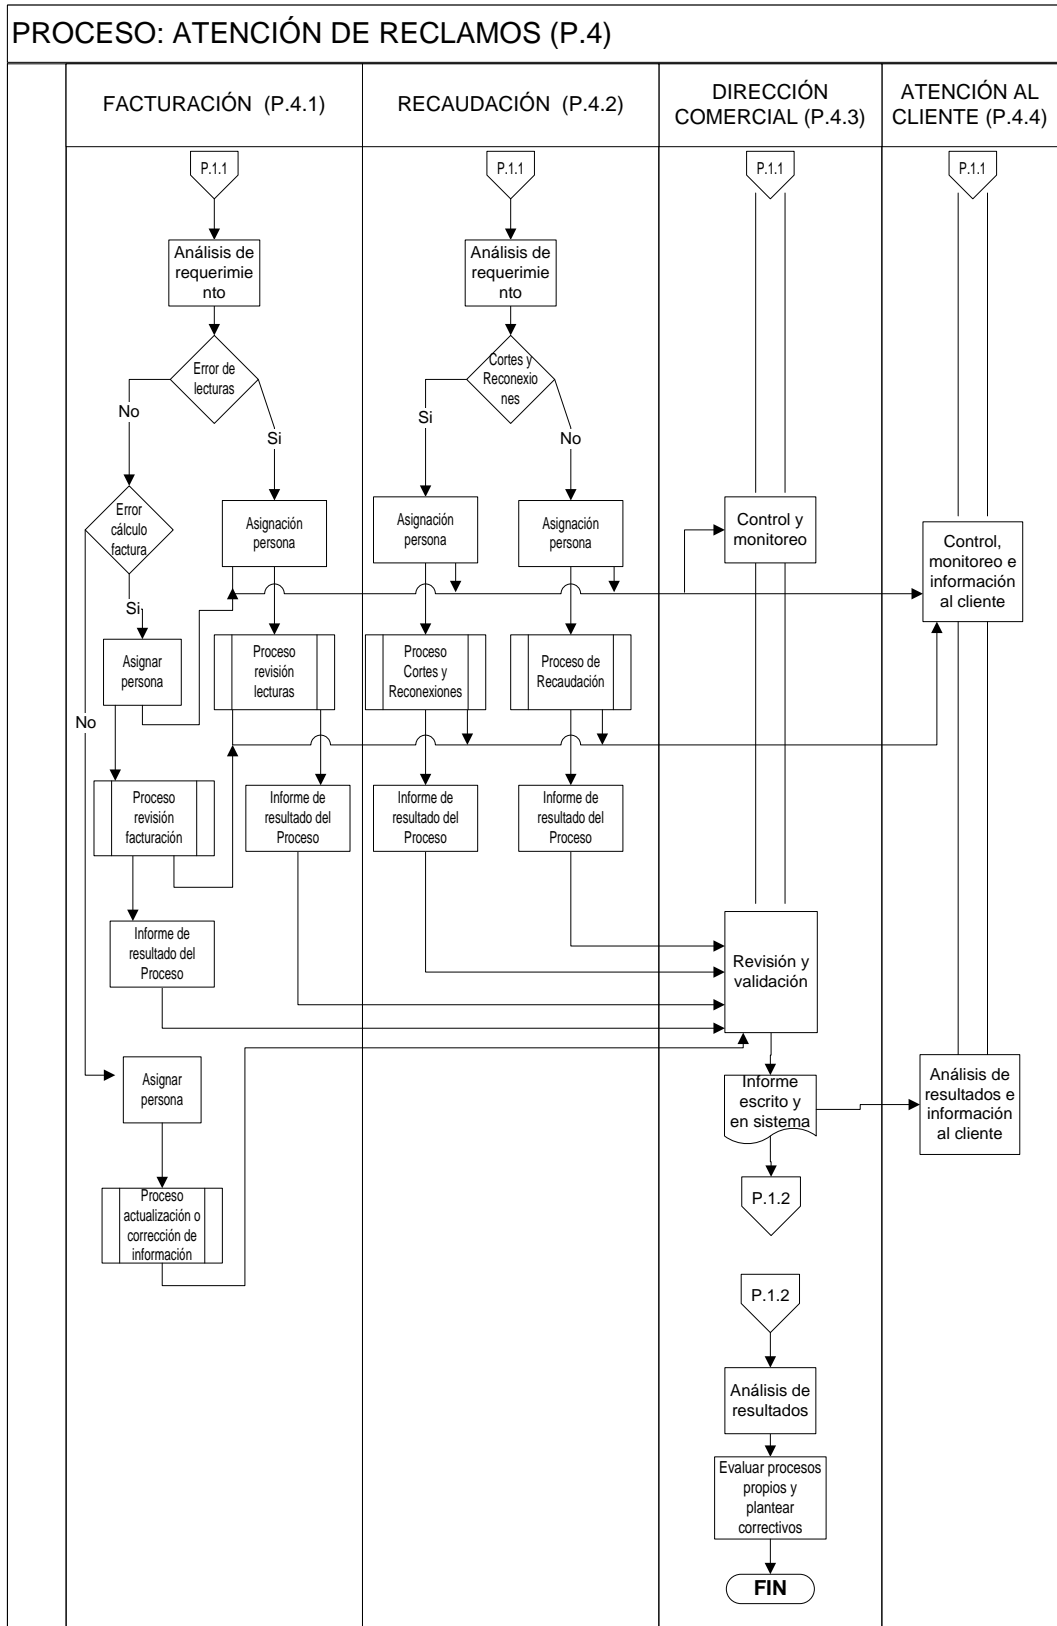 PROCESO: ATENCIÓN DE RECLAMOS (P.4)
FACTURACIÓN (P.4.1)
RECAUDACIÓN (P.4.2)
DIRECCIÓN
COMERCIAL (P.4.3)
ATENCIÓN AL
CLIENTE (P.4.4)
P.1.1
P.1.1
P.1.1
P.1.1
Análisis de
requerimie
nto
Análisis de
requerimie
nto
Error de
lecturas
Cortes y
Reconexio
nes
No
Si
Si
No
Error
cálculo
factura
Asignación
persona
Asignación
persona
Asignación
persona
Control y
monitoreo
Control,
monitoreo e
información
al cliente
Si
Asignar
persona
Proceso
revisión
lecturas
Proceso
Cortes y
Reconexiones
Proceso de
Recaudación
No
Proceso
revisión
facturación
Informe de
resultado del
Proceso
Informe de
resultado del
Proceso
Informe de
resultado del
Proceso
Informe de
resultado del
Proceso
Revisión y
validación
Asignar
persona
Informe
escrito y
en sistema
Análisis de
resultados e
información
al cliente
Proceso
actualización o
corrección de
información
P.1.2
P.1.2
Análisis de
resultados
Evaluar procesos
propios y
plantear
correctivos
FIN